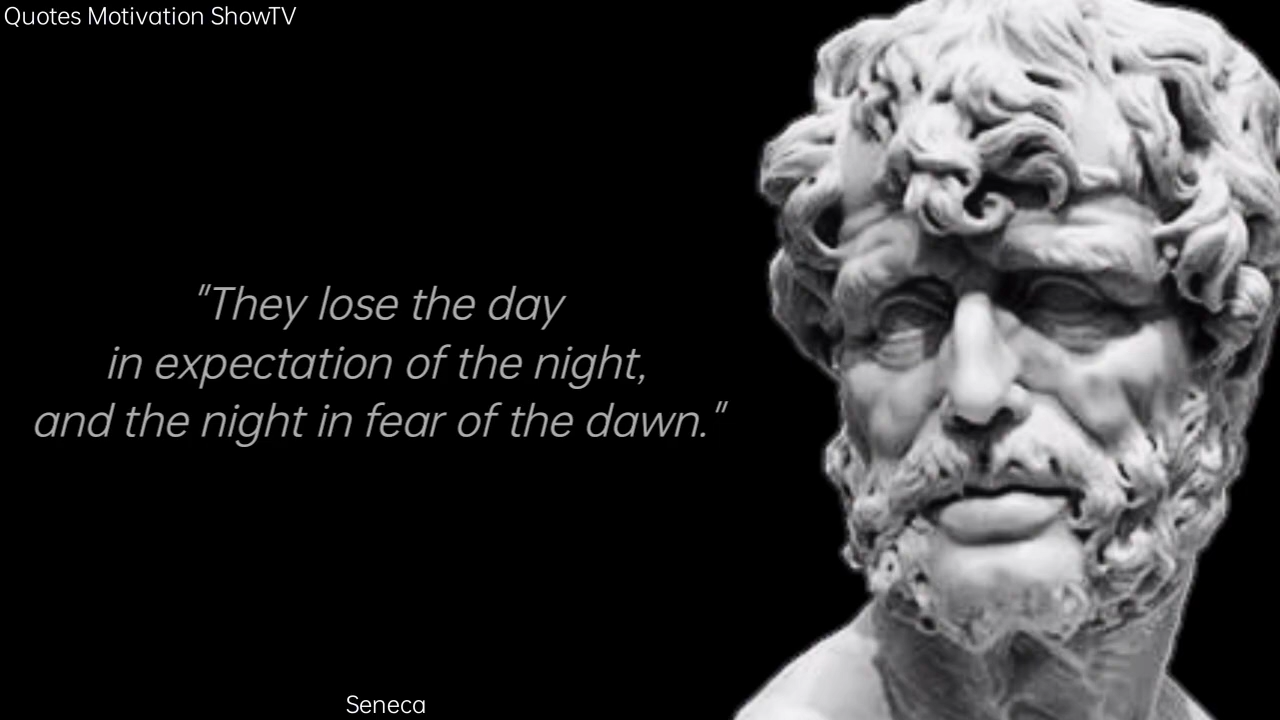 Quotes Motivation ShowTV
"They lose the day
in expectation of the night,
and the night in fear of the dawn."
Seneca